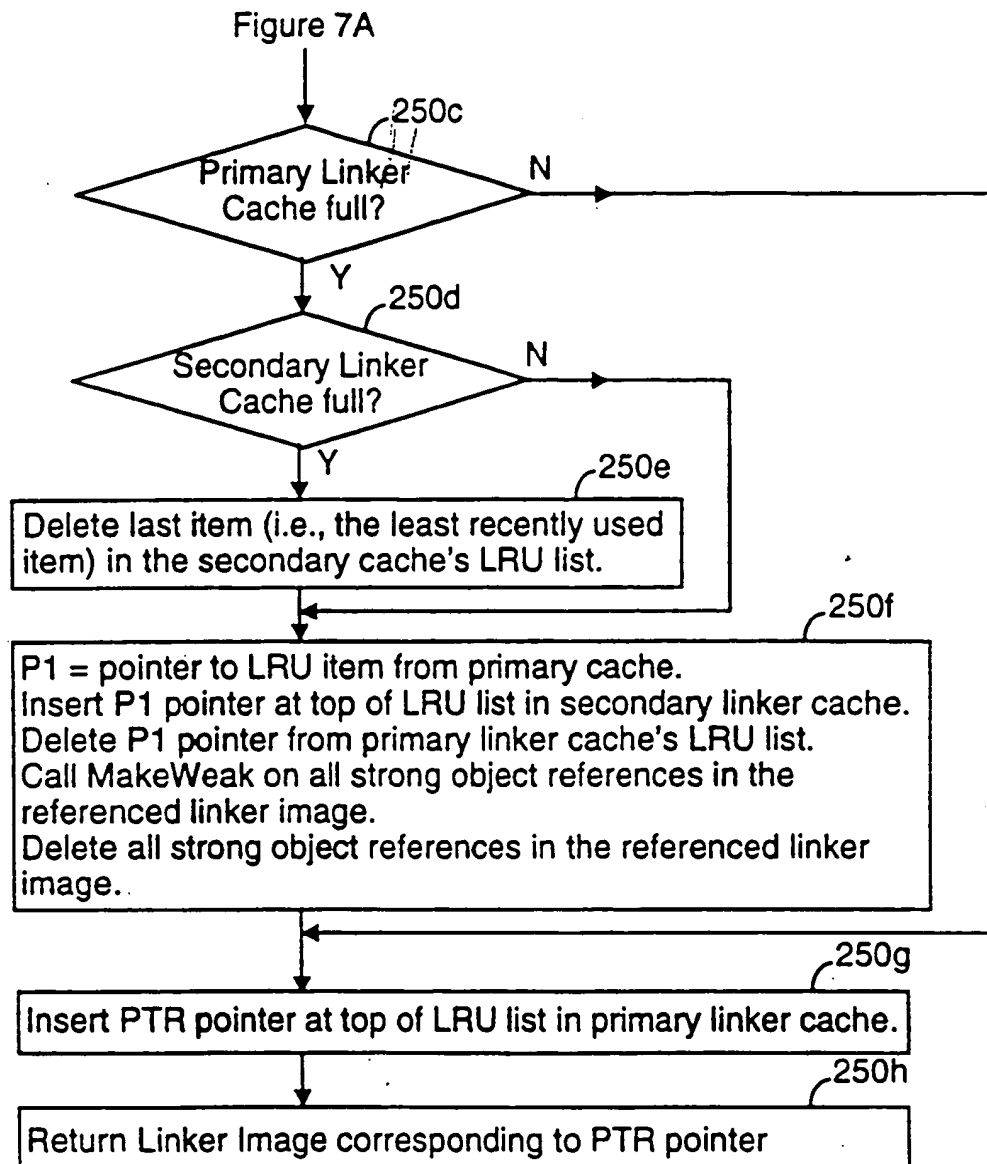 Figure 7A
250c
Primary Linker
Cache full?
N
Y
250d
Secondary Linker
Cache full?
N
Y
250e
Delete last item (i.e., the least recently used
item) in the secondary cache's LRU list.
250f
P1 = pointer to LRU item from primary cache.
Insert P1 pointer at top of LRU list in secondary linker cache.
Delete P1 pointer from primary linker cache's LRU list.
Call MakeWeak on all strong object references in the
referenced linker image.
Delete all strong object references in the referenced linker
image.
250g
Insert PTR pointer at top of LRU list in primary linker cache.
250h
Return Linker Image corresponding to PTR pointer